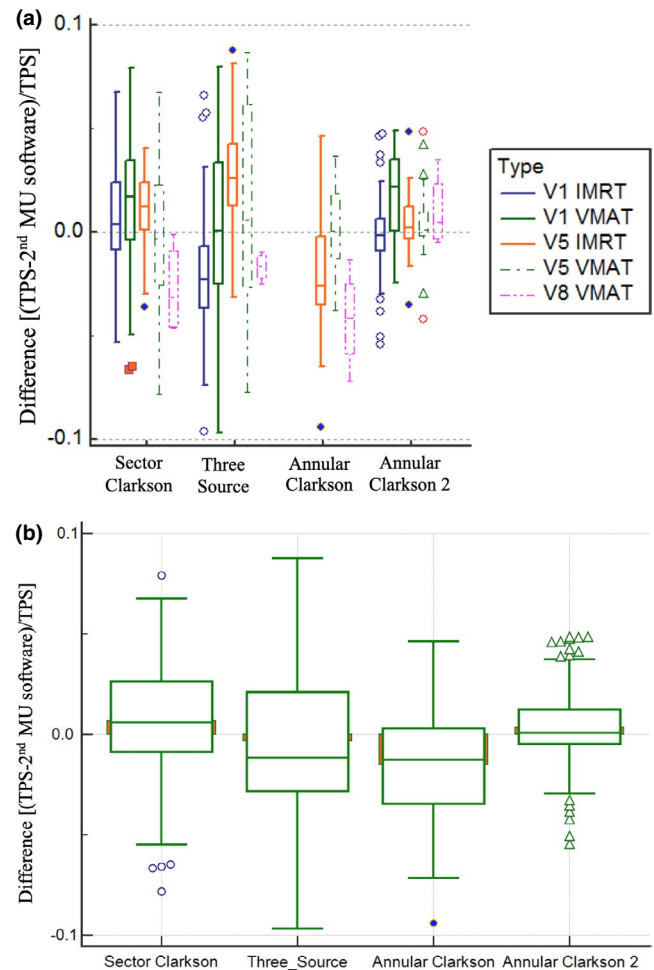 (a)
0.1
0.0
-0.1
Difference [(TPS-2nd MU software)/TPS]
Sector
Clarkson
Three
Source
Annular
Clarkson
Annular
Clarkson 2
Type
V1 IMRT
V1 VMAT
V5 IMRT
V5 VMAT
V8 VMAT
(b)
0.1
0.0
-0.1
Difference [(TPS-2nd MU software)/TPS]
Sector Clarkson
Three_Source
Annular Clarkson
Annular Clarkson 2